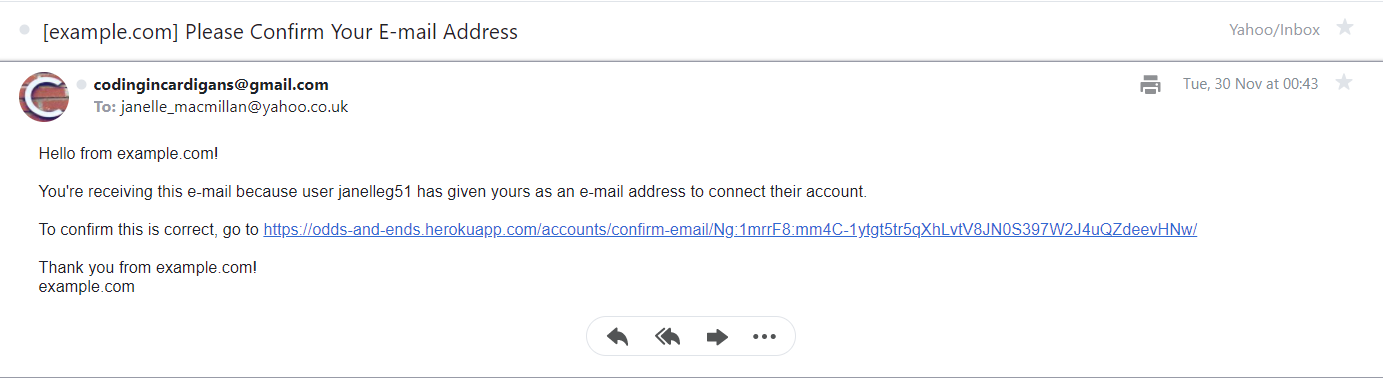 [example.com] Please Confirm Your E-mail Address
Yahoo/Inbox
codingincardigans@gmail.com
Tue, 30 Nov at 00:43
To: janelle_macmillan@yahoo.co.uk
Hello from example.com!
You're receiving this e-mail because user janelleg51 has given yours as an e-mail address to connect their account.
To confirm this is correct, go to https://odds-and-ends.herokuapp.com/accounts/confirm-email/Ng:1mrrF8:mm4C-1ytgt5tr5qXhLvtV8JN0S397W2J4uQZdeevHNw/
Thank you from example.com!
example.com